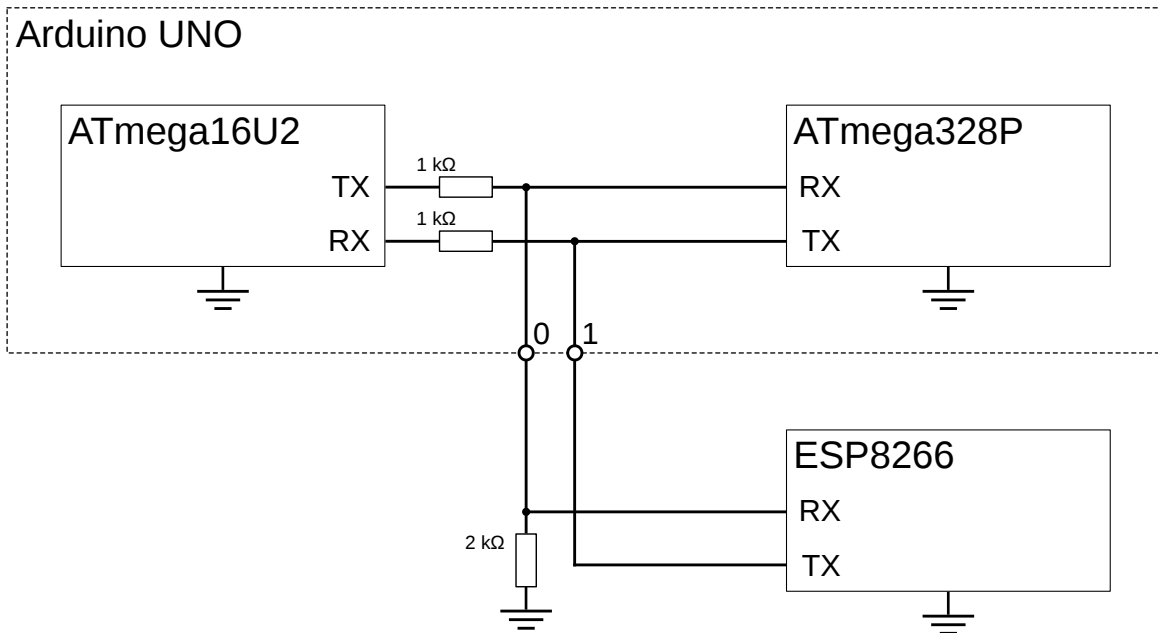 Arduino UNO
ATmega16U2
ATmega328P
1 kΩ
TX
RX
1 kΩ
RX
TX
0
1
ESP8266
RX
2 kΩ
TX